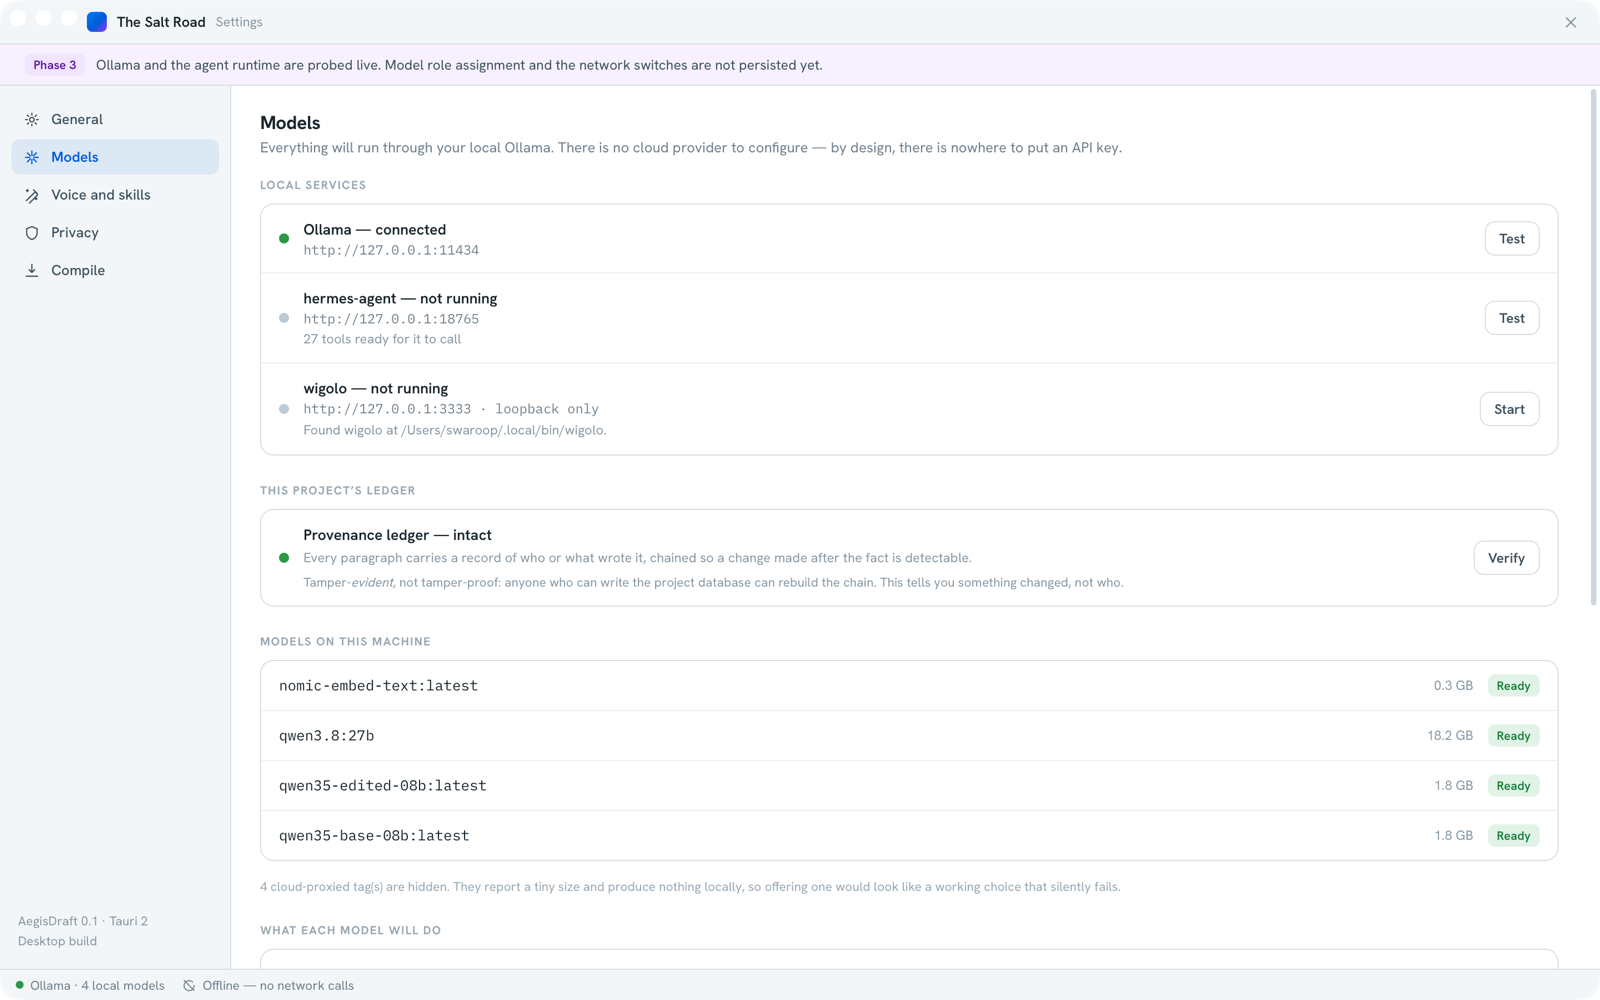 The Salt Road Settings
Phase 3 Ollama and the agent runtime are probed live. Model role assignment and the network switches are not persisted yet.
General
Models
Voice and skills
Privacy
Compile
AegisDraft 0.1 · Tauri 2
Desktop build
Models
Everything will run through your local Ollama. There is no cloud provider to configure — by design, there is nowhere to put an API key.
LOCAL SERVICES
Ollama — connected
http://127.0.0.1:11434
Test
hermes-agent — not running
http://127.0.0.1:18765
27 tools ready for it to call
Test
wigolo — not running
http://127.0.0.1:3333 · loopback only
Found wigolo at /Users/swaroop/.local/bin/wigolo.
Start
THIS PROJECT’S LEDGER
Provenance ledger — intact
Every paragraph carries a record of who or what wrote it, chained so a change made after the fact is detectable.
Tamper-evident, not tamper-proof: anyone who can write the project database can rebuild the chain. This tells you something changed, not who.
Verify
MODELS ON THIS MACHINE
nomic-embed-text:latest 0.3 GB Ready
qwen3.8:27b 18.2 GB Ready
qwen35-edited-08b:latest 1.8 GB Ready
qwen35-base-08b:latest 1.8 GB Ready
4 cloud-proxied tag(s) are hidden. They report a tiny size and produce nothing locally, so offering one would look like a working choice that silently fails.
WHAT EACH MODEL WILL DO
Ollama · 4 local models Offline — no network calls